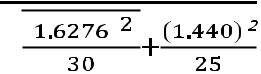 1.6276 ² (1.440) ²
+
30 25